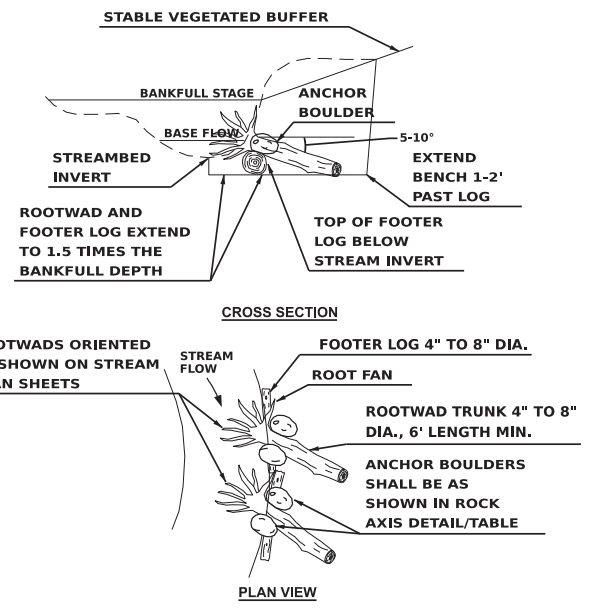 STABLE VEGETATED BUFFER
BANKFULL STAGE
ANCHOR
BOULDER
BASE FLOW
5-10°
STREAMBED
INVERT
EXTEND
BENCH 1-2'
PAST LOG
ROOTWAD AND
FOOTER LOG EXTEND
TO 1.5 TIMES THE
BANKFULL DEPTH
TOP OF FOOTER
LOG BELOW
STREAM INVERT
CROSS SECTION
OTWADS ORIENTED
SHOWN ON STREAM
AN SHEETS
STREAM
FLOW
FOOTER LOG 4" TO 8" DIA.
ROOT FAN
ROOTWAD TRUNK 4" TO 8"
DIA., 6' LENGTH MIN.
ANCHOR BOULDERS
SHALL BE AS
SHOWN IN ROCK
AXIS DETAIL/TABLE
PLAN VIEW